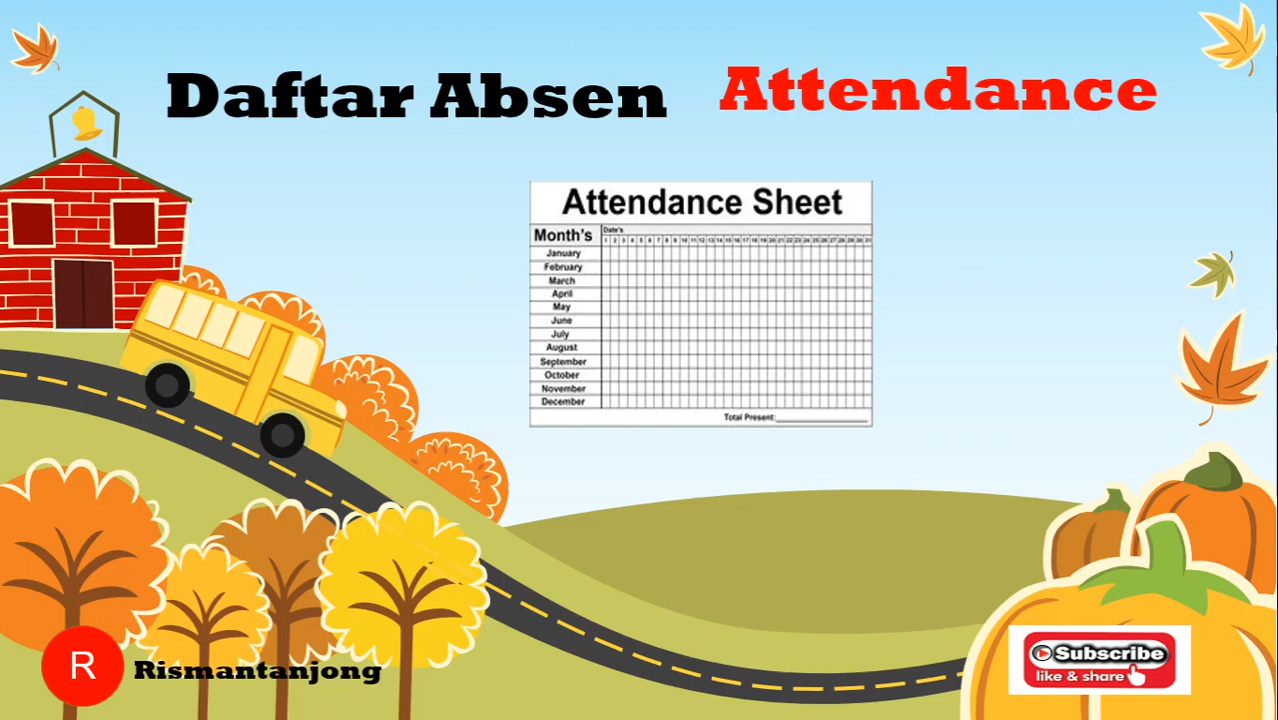 Daftar Absen Attendance
Attendance Sheet
Month's Date's
1 2 3 4 5 6 7 8 9 10 11 12 13 14 15 16 17 18 19 20 21 22 23 24 25 26 27 28 29 30 31
January
February
March
April
May
June
July
August
September
October
November
December
Total Present:
R Rismantanjong
Subscribe
like & share